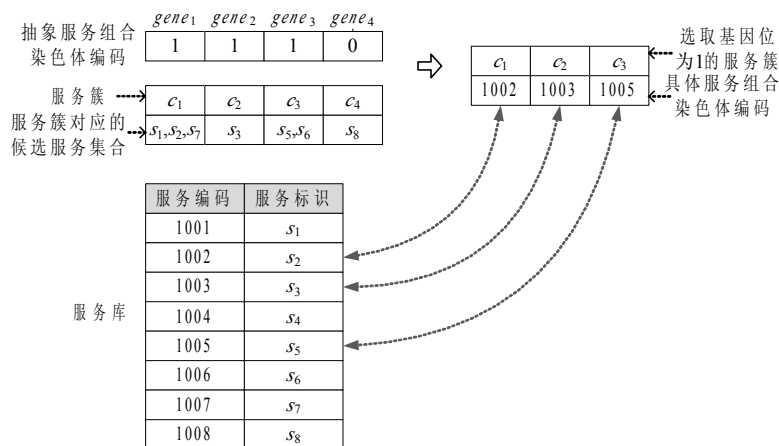 gene1 gene2 gene3 gene4
抽象服务组合
染色体编码
1 1 1 0
服务簇
c1 c2 c3 c4
服务簇对应的
候选服务集合
s1,s2,s7 s3 s5,s6 s8
c1 c2 c3
1002 1003 1005
选取基因位
为1的服务簇
具体服务组合
染色体编码
服务库
服务编码 服务标识
1001 s1
1002 s2
1003 s3
1004 s4
1005 s5
1006 s6
1007 s7
1008 s8